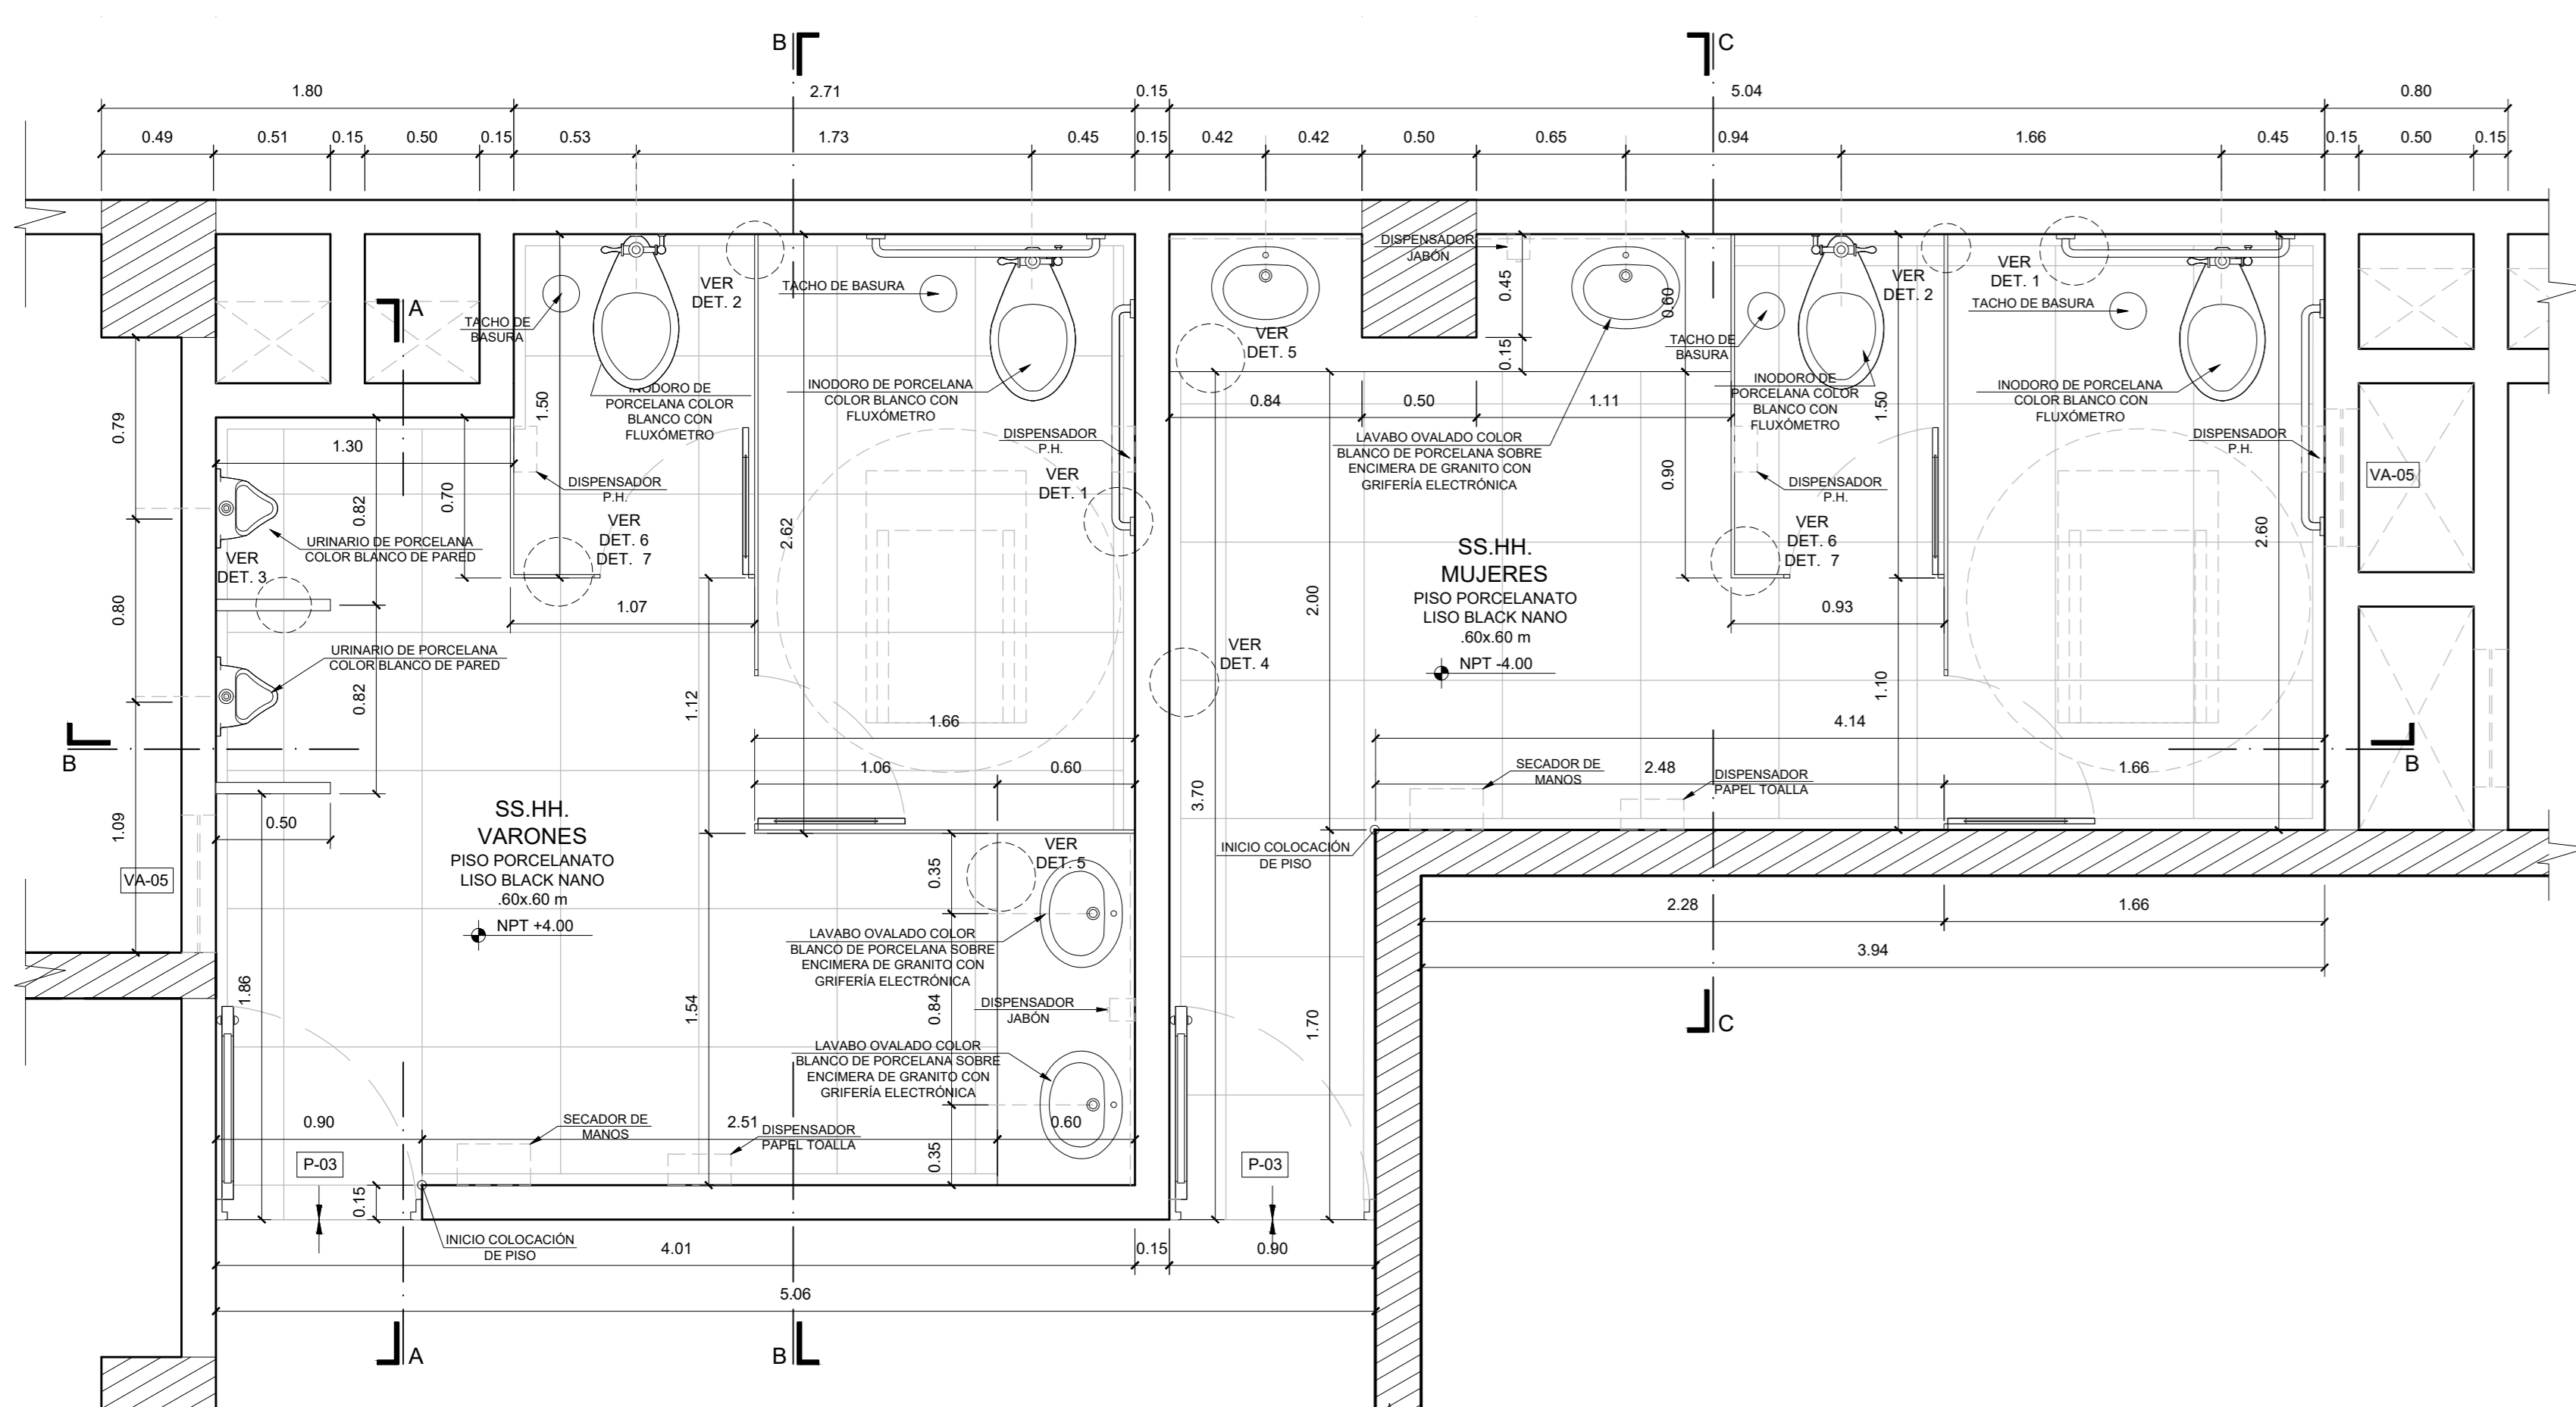 B
C
1.80
2.71
0.15
5.04
0.80
0.49
0.51
0.15
0.50
0.15
0.53
1.73
0.45
0.15
0.42
0.42
0.50
0.65
0.94
1.66
0.45
0.15
0.50
0.15
A
TACHO DE
BASURA
VER
DET. 2
TACHO DE BASURA
DISPENSADOR
JABÓN
0.45
0.15
0.60
VER
DET. 5
TACHO DE
BASURA
VER
DET. 2
VER
DET. 1
TACHO DE BASURA
INODORO DE
PORCELANA COLOR
BLANCO CON
FLUXÓMETRO
INODORO DE PORCELANA
COLOR BLANCO CON
FLUXÓMETRO
INODORO DE
PORCELANA COLOR
BLANCO CON
FLUXÓMETRO
INODORO DE PORCELANA
COLOR BLANCO CON
FLUXÓMETRO
0.79
1.50
0.84
0.50
1.11
1.50
1.30
0.70
0.82
DISPENSADOR
P.H.
DISPENSADOR
P.H.
VER
DET. 1
LAVABO OVALADO COLOR
BLANCO DE PORCELANA SOBRE
ENCIMERA DE GRANITO CON
GRIFERÍA ELECTRÓNICA
0.90
DISPENSADOR
P.H.
DISPENSADOR
P.H.
VA-05
URINARIO DE PORCELANA
COLOR BLANCO DE PARED
VER
DET. 3
VER
DET. 6
DET. 7
2.62
SS.HH.
MUJERES
PISO PORCELANATO
LISO BLACK NANO
.60x.60 m
NPT -4.00
VER
DET. 6
DET. 7
2.60
0.80
1.07
2.00
0.93
URINARIO DE PORCELANA
COLOR BLANCO DE PARED
0.82
1.12
VER
DET. 4
1.10
B
1.66
4.14
B
1.06
0.60
3.70
SECADOR DE
MANOS
2.48
DISPENSADOR
PAPEL TOALLA
1.66
1.09
0.50
SS.HH.
VARONES
PISO PORCELANATO
LISO BLACK NANO
.60x.60 m
NPT +4.00
VA-05
0.35
VER
DET. 5
INICIO COLOCACIÓN
DE PISO
2.28
1.66
3.94
LAVABO OVALADO COLOR
BLANCO DE PORCELANA SOBRE
ENCIMERA DE GRANITO CON
GRIFERÍA ELECTRÓNICA
1.86
1.54
0.84
DISPENSADOR
JABÓN
1.70
C
LAVABO OVALADO COLOR
BLANCO DE PORCELANA SOBRE
ENCIMERA DE GRANITO CON
GRIFERÍA ELECTRÓNICA
0.90
SECADOR DE
MANOS
2.51
DISPENSADOR
PAPEL TOALLA
0.60
0.35
P-03
0.15
P-03
INICIO COLOCACIÓN
DE PISO
4.01
0.15
0.90
5.06
A
B